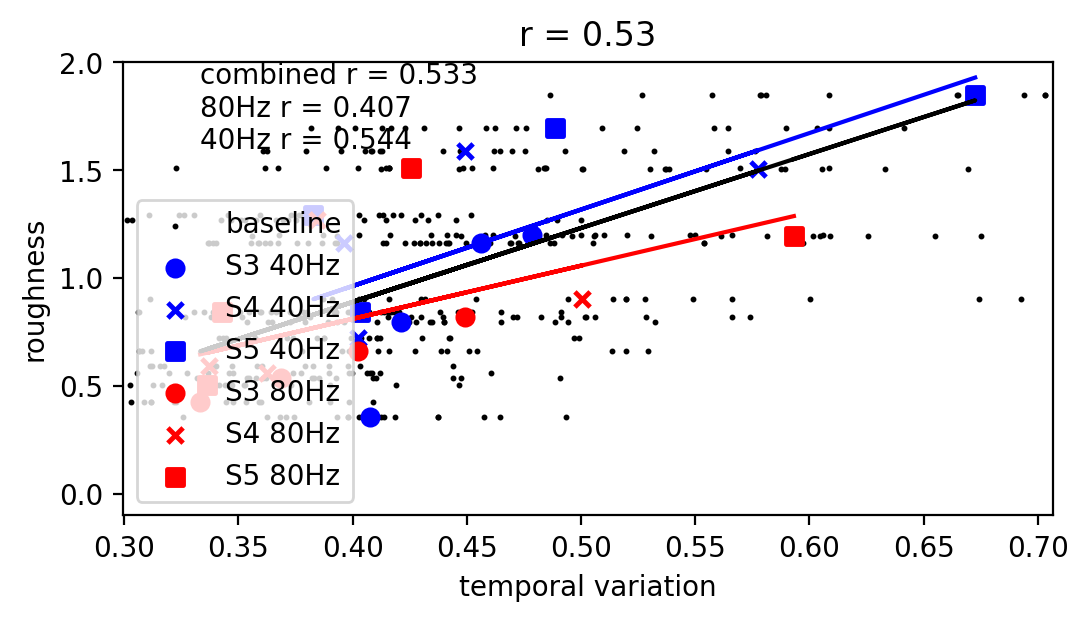 r = 0.53
combined r = 0.533
80Hz r = 0.407
40Hz r = 0.544
baseline
S3 40Hz
S4 40Hz
S5 40Hz
S3 80Hz
S4 80Hz
S5 80Hz
roughness
2.0
1.5
1.0
0.5
0.0
0.30 0.35 0.40 0.45 0.50 0.55 0.60 0.65 0.70
temporal variation